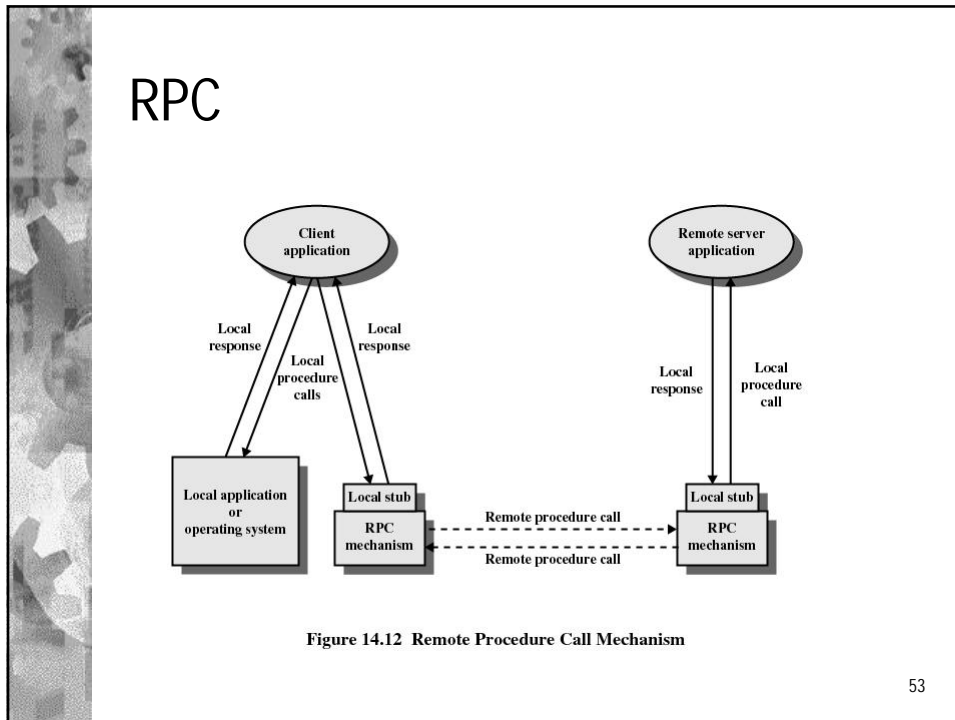 RPC
Client
application
Remote server
application
Local
response
Local
procedure
calls
Local
response
Local
response
Local
procedure
call
Local application
or
operating system
Local stub
RPC
mechanism
Remote procedure call
Remote procedure call
Local stub
RPC
mechanism
Figure 14.12 Remote Procedure Call Mechanism
53